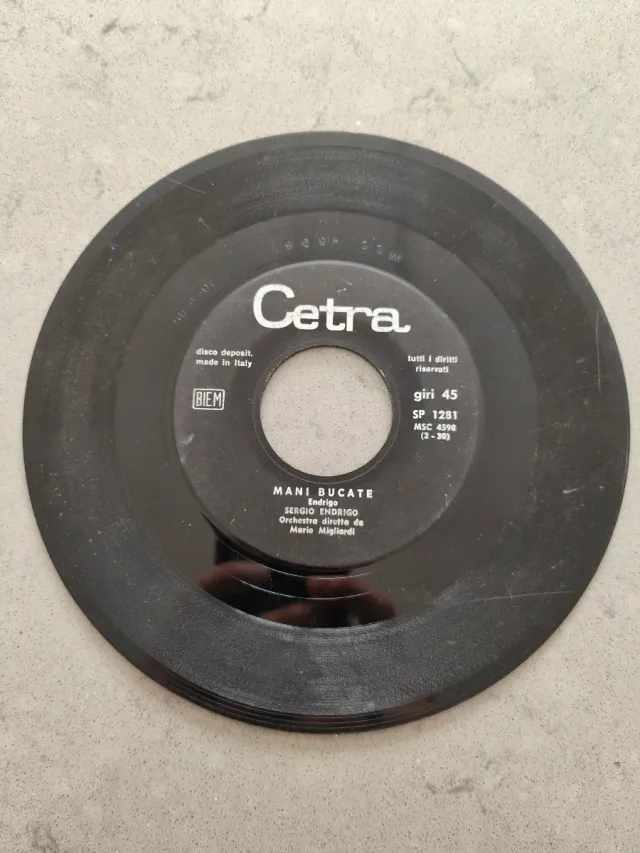 Cetra
disco deposit.
made in Italy
tutti i diritti
riservati
BIEM
giri 45
SP 1281
MSC 4598
(2 - 30)
MANI BUCATE
Endrigo
SERGIO ENDRIGO
Orchestra diretta da
Mario Migliardi